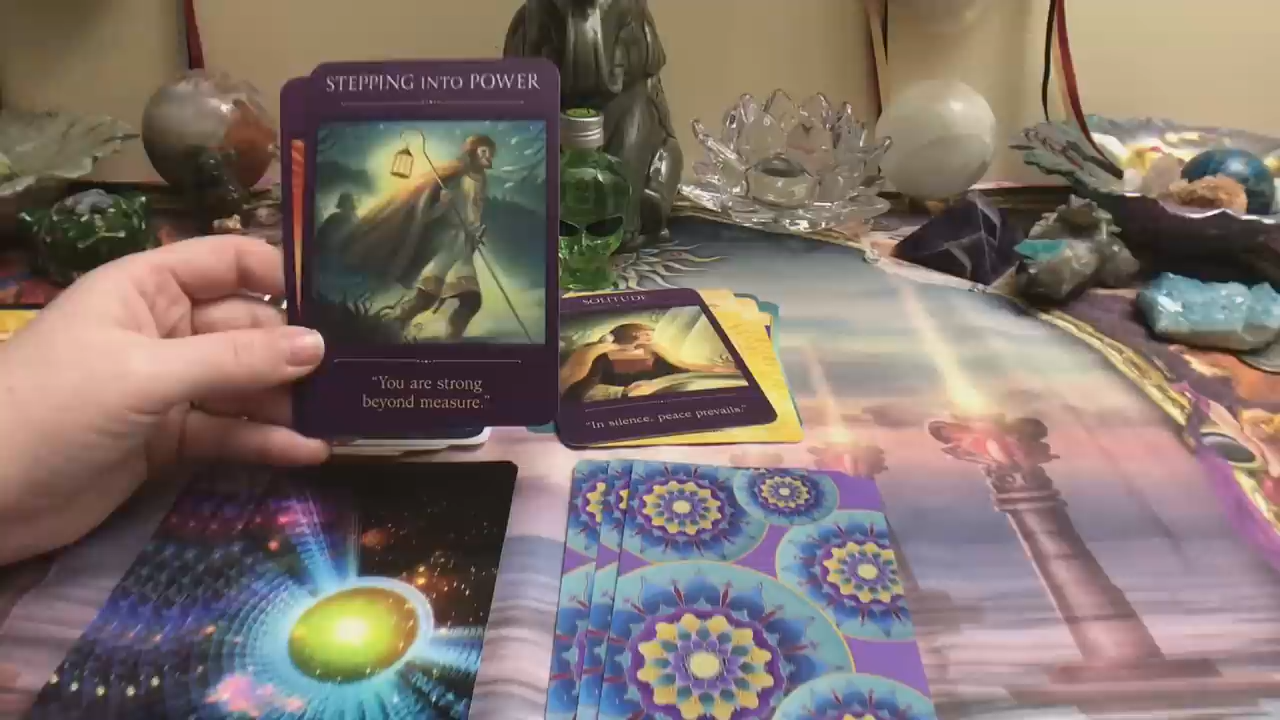 STEPPING INTO POWER
"You are strong
beyond measure."
SOLITUDE
"In silence, peace prevails."